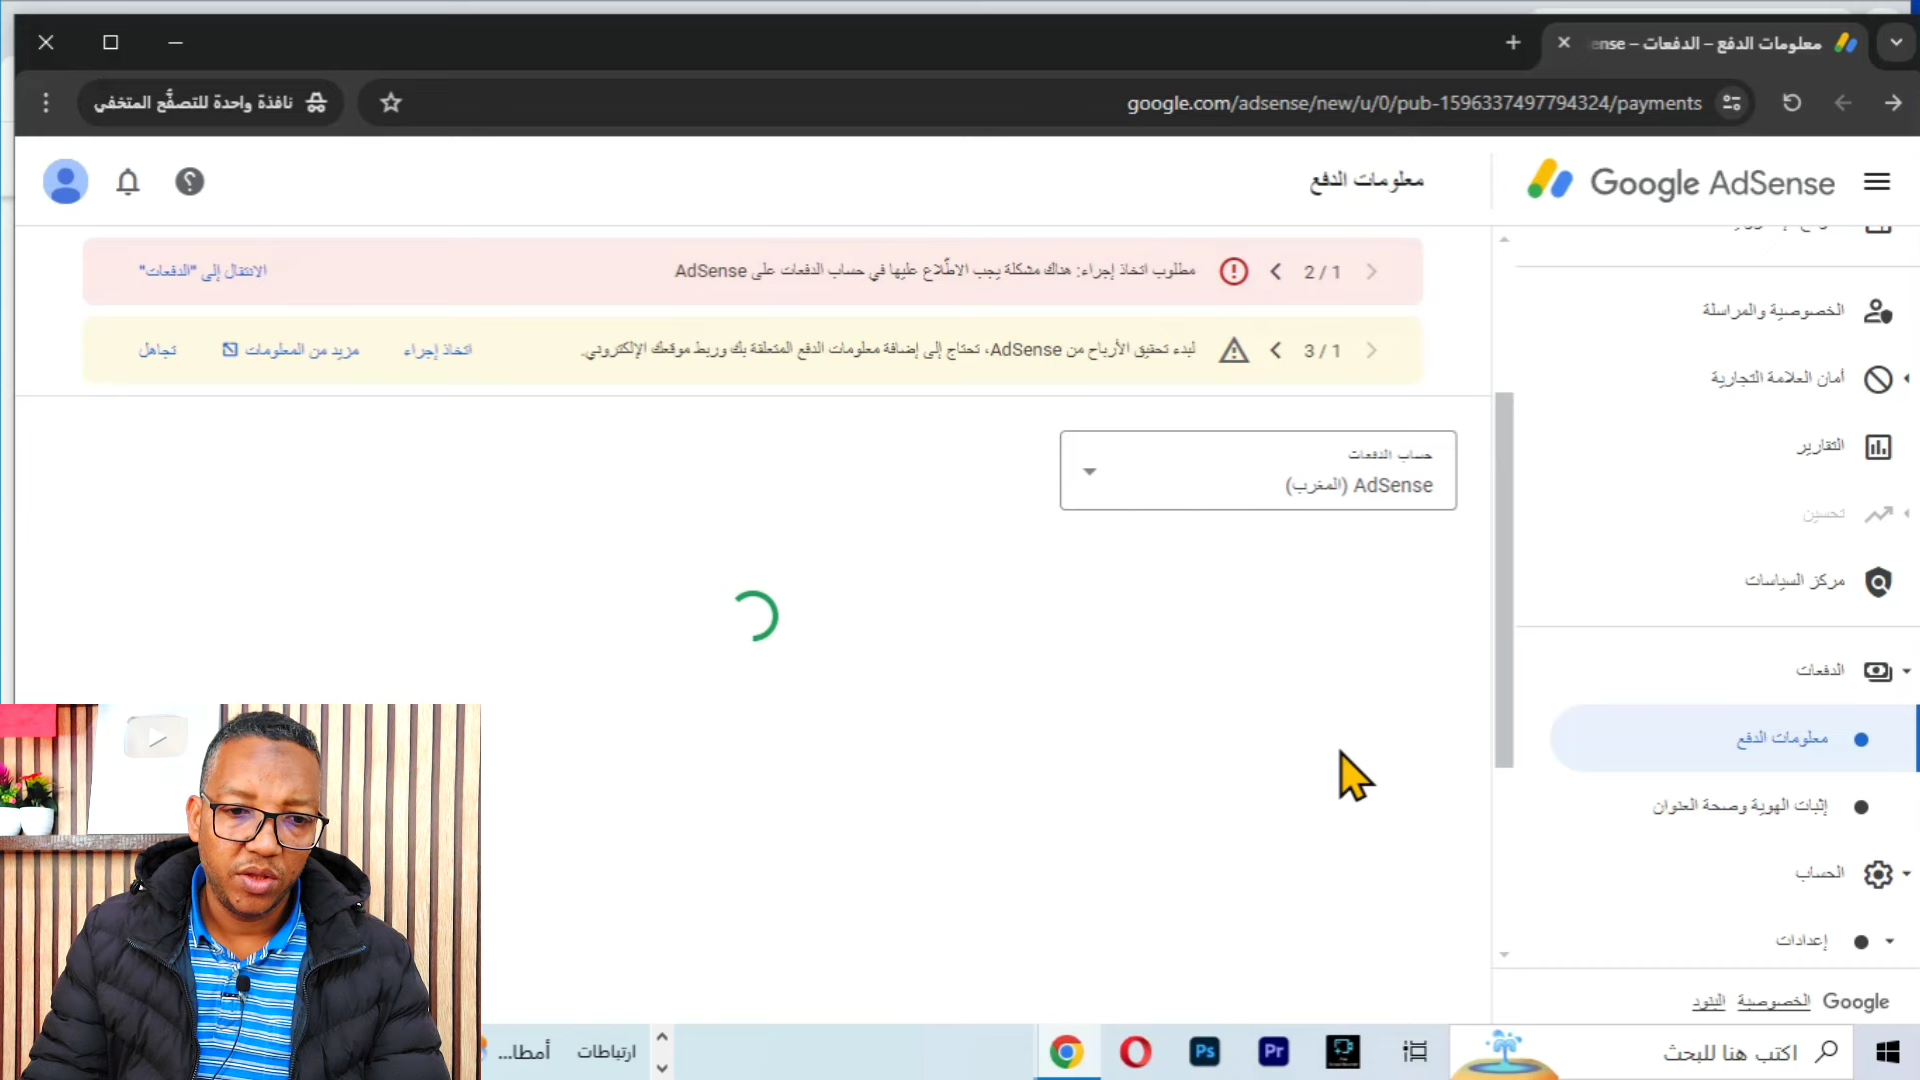 معلومات الدفع – الدفعات – ense
google.com/adsense/new/u/0/pub-1596337497794324/payments
نافذة واحدة للتصفُّح المتخفي
Google AdSense
معلومات الدفع
1 / 2
مطلوب اتخاذ إجراء: هناك مشكلة يجب الاطّلاع عليها في حساب الدفعات على AdSense
الانتقال إلى "الدفعات"
1 / 3
لبدء تحقيق الأرباح من AdSense، تحتاج إلى إضافة معلومات الدفع المتعلقة بك وربط موقعك الإلكتروني.
اتخاذ إجراء
مزيد من المعلومات
تجاهل
حساب الدفعات
AdSense (المغرب)
الخصوصية والمراسلة
أمان العلامة التجارية
التقارير
تحسين
مركز السياسات
الدفعات
معلومات الدفع
إثبات الهوية وصحة العنوان
الحساب
إعدادات
Google الخصوصية البنود
اكتب هنا للبحث
Pr
Ps
ارتباطات
أمطا...